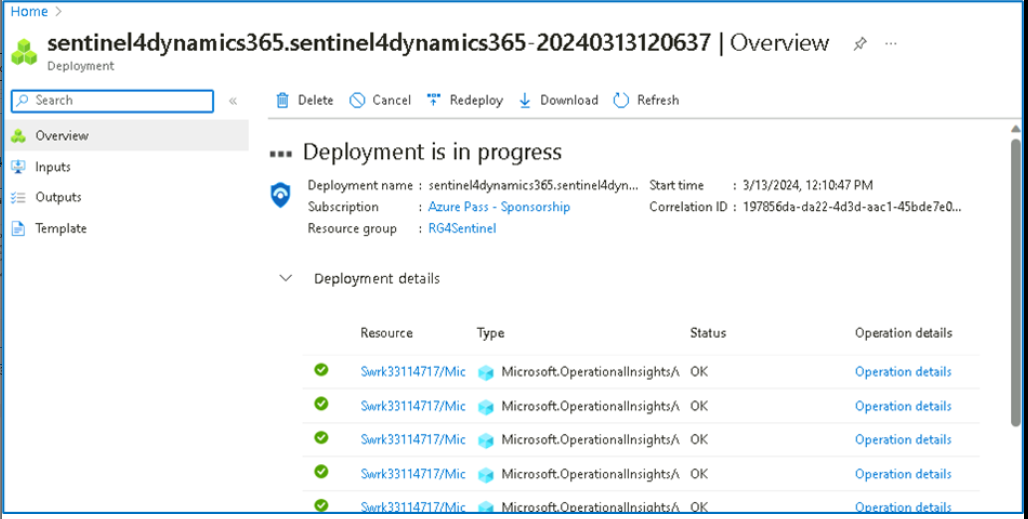 Home >
sentinel4dynamics365.sentinel4dynamics365-20240313120637 | Overview
Deployment
Search
Delete Cancel Redeploy Download Refresh
Overview
Inputs
Outputs
Template
Deployment is in progress
Deployment name : sentinel4dynamics365.sentinel4dyn... Start time : 3/13/2024, 12:10:47 PM
Subscription : Azure Pass - Sponsorship Correlation ID : 197856da-da22-4d3d-aac1-45bde7e0...
Resource group : RG4Sentinel
Deployment details
Resource Type Status Operation details
Swrk33114717/Mic Microsoft.OperationalInsights/ OK Operation details
Swrk33114717/Mic Microsoft.OperationalInsights/ OK Operation details
Swrk33114717/Mic Microsoft.OperationalInsights/ OK Operation details
Swrk33114717/Mic Microsoft.OperationalInsights/ OK Operation details
Swrk33114717/Mic Microsoft.OperationalInsights/ OK Operation details